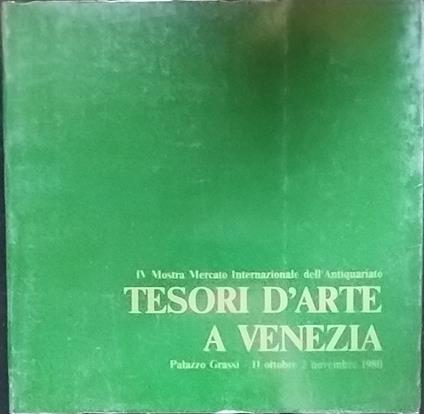 IV Mostra Mercato Internazionale dell'Antiquariato
TESORI D'ARTE
A VENEZIA
Palazzo Grassi - 11 ottobre 2 novembre 1980